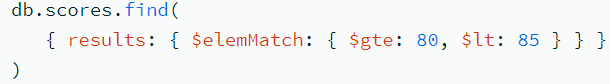 db.scores.find(
{ results: { $elemMatch: { $gte: 80, $lt: 85 } } }
)